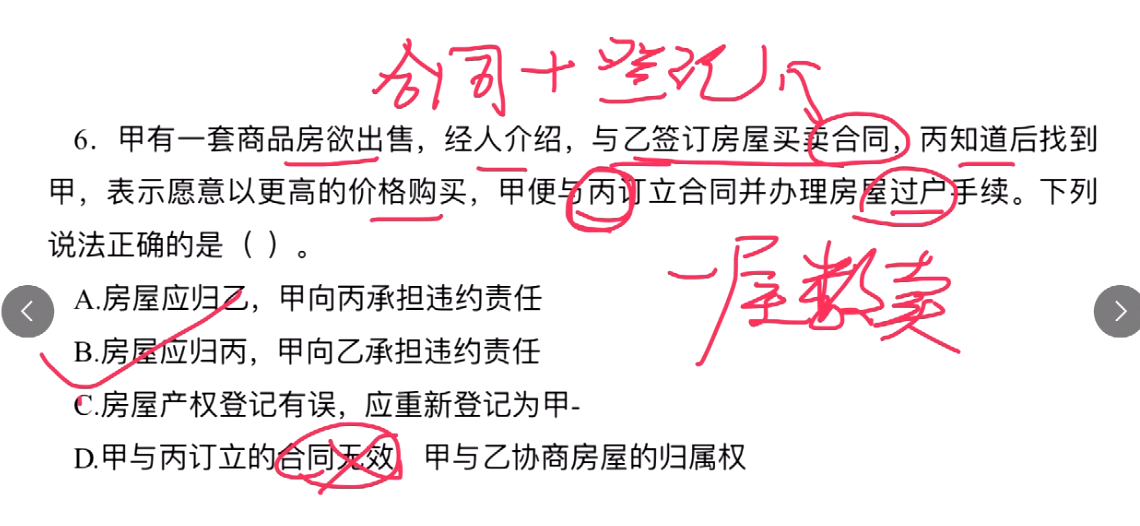 合同+登记
6. 甲有一套商品房欲出售，经人介绍，与乙签订房屋买卖合同，丙知道后找到
甲，表示愿意以更高的价格购买，甲便与丙订立合同并办理房屋过户手续。下列
说法正确的是（ ）。
一屋数卖
A.房屋应归乙，甲向丙承担违约责任
B.房屋应归丙，甲向乙承担违约责任
C.房屋产权登记有误，应重新登记为甲-
D.甲与丙订立的合同无效，甲与乙协商房屋的归属权